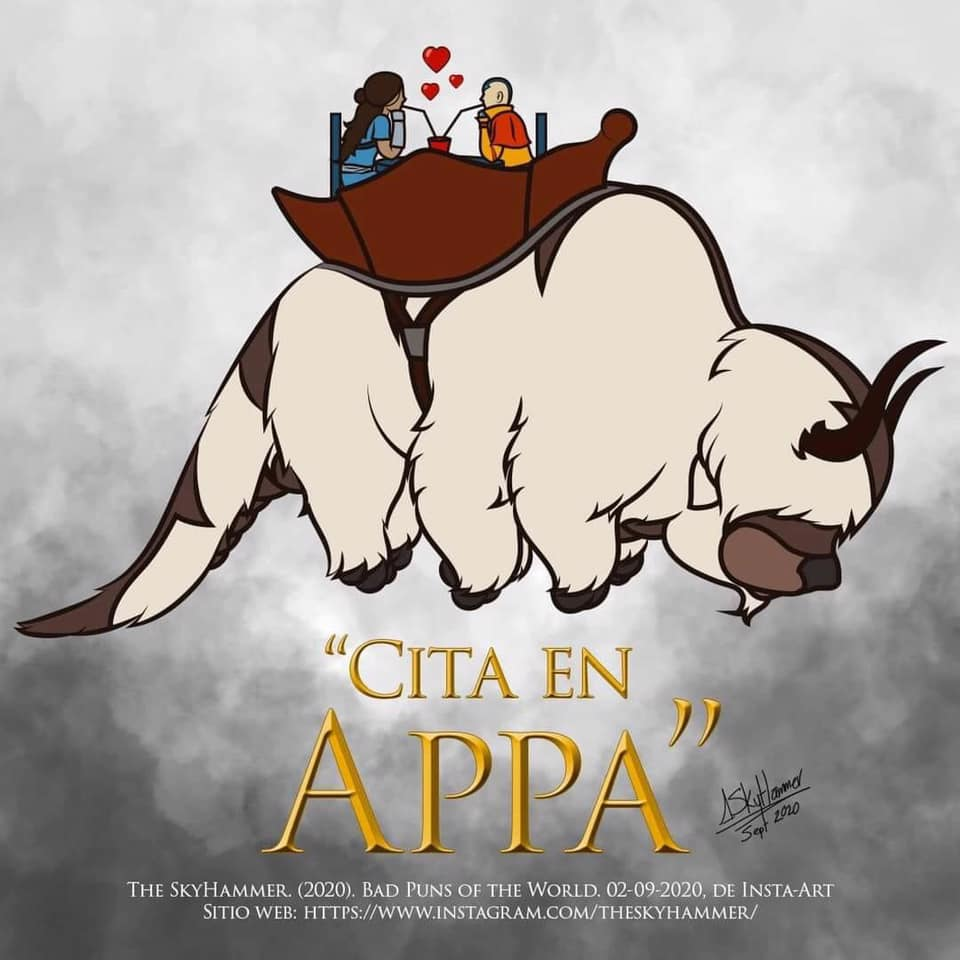 “Cita en
Appa”
SkyHammer
Sept 2020
The SkyHammer. (2020). Bad Puns of the World. 02-09-2020, de Insta-Art
Sitio web: https://www.instagram.com/theskyhammer/